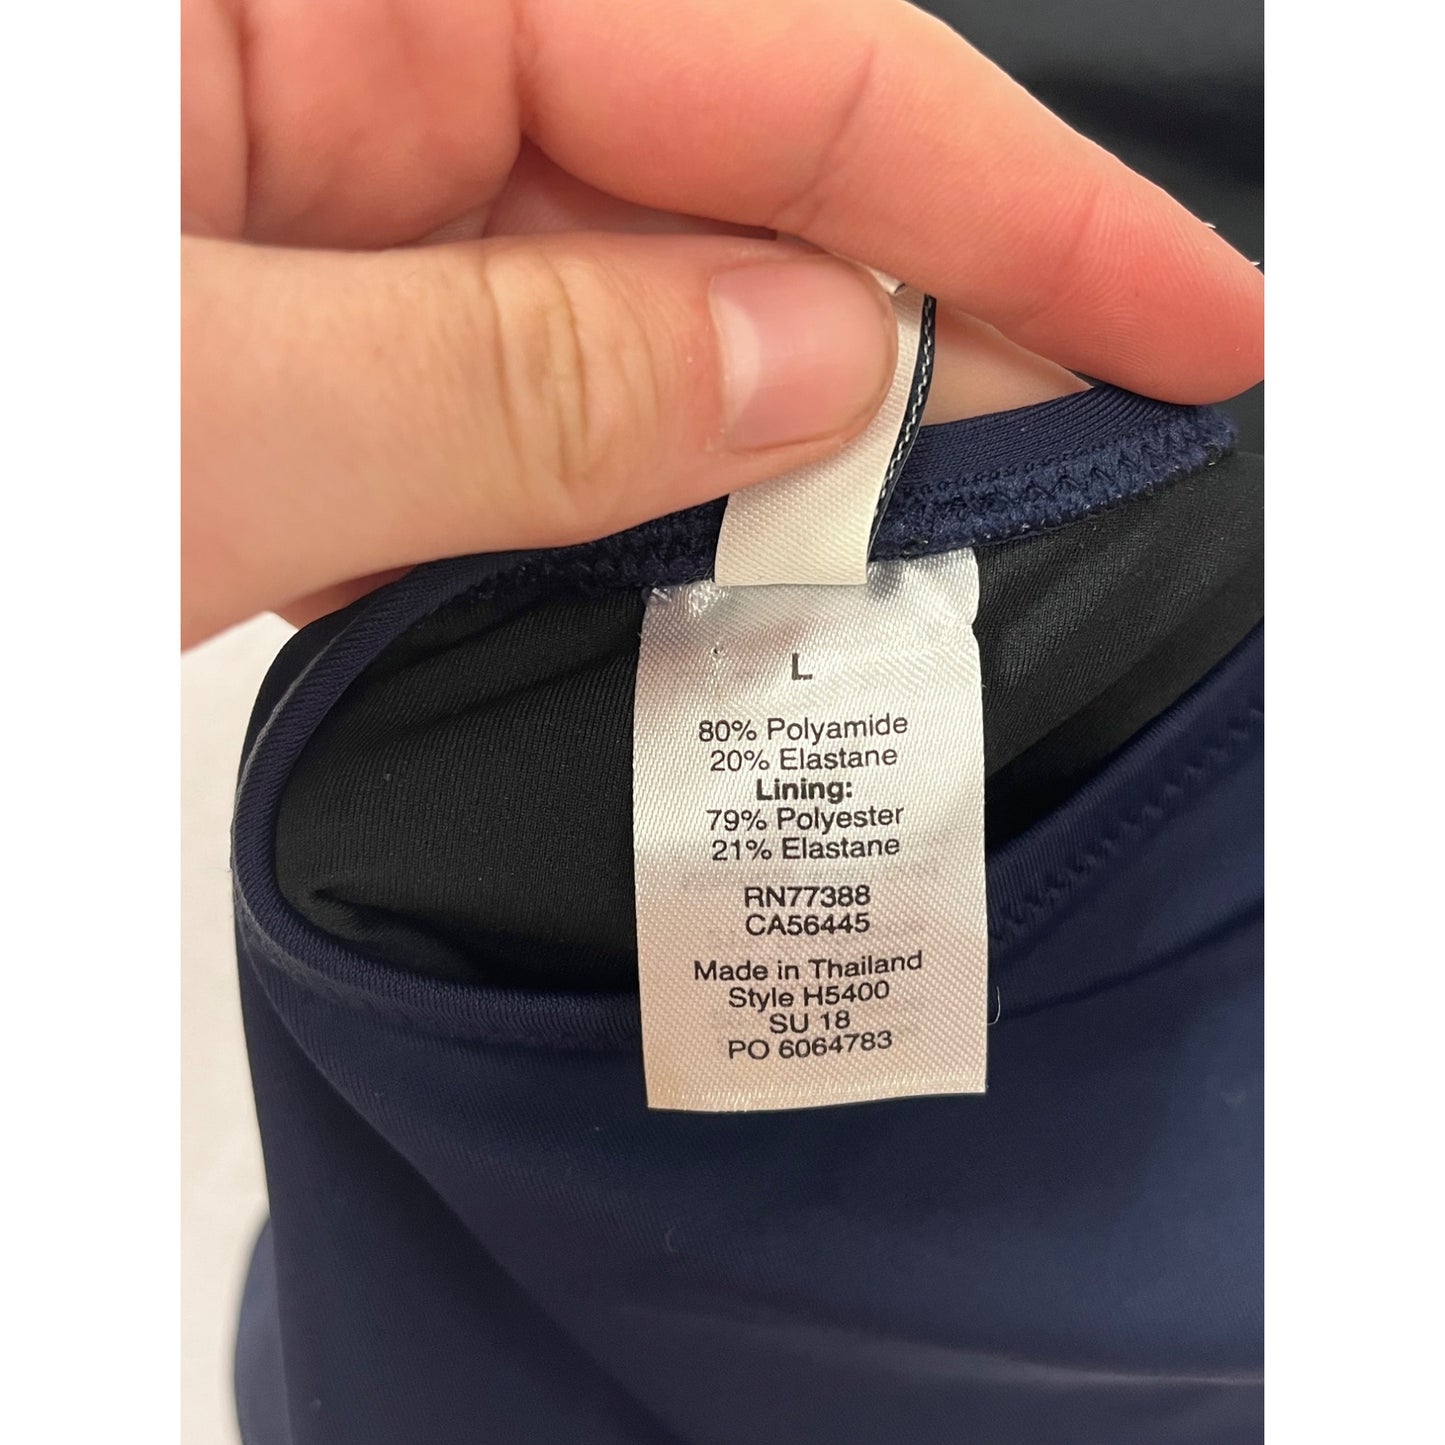 L
80% Polyamide
20% Elastane
Lining:
79% Polyester
21% Elastane
RN77388
CA56445
Made in Thailand
Style H5400
SU 18
PO 6064783